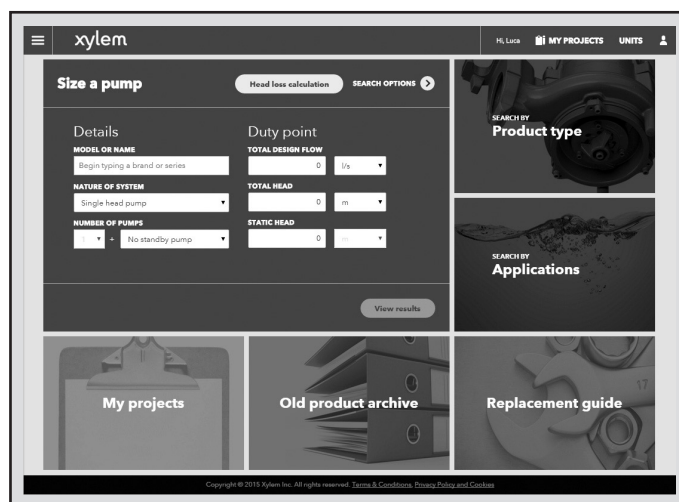 xylem
Hi, Luca
MY PROJECTS
UNITS
Size a pump
Head loss calculation
SEARCH OPTIONS
Details
MODEL OR NAME
Begin typing a brand or series
NATURE OF SYSTEM
Single head pump
NUMBER OF PUMPS
1 + No standby pump
Duty point
TOTAL DESIGN FLOW
0 l/s
TOTAL HEAD
0 m
STATIC HEAD
0 m
View results
SEARCH BY
Product type
SEARCH BY
Applications
My projects
Old product archive
Replacement guide
17
Copyright © 2015 Xylem Inc. All rights reserved. Terms & Conditions, Privacy Policy and Cookies